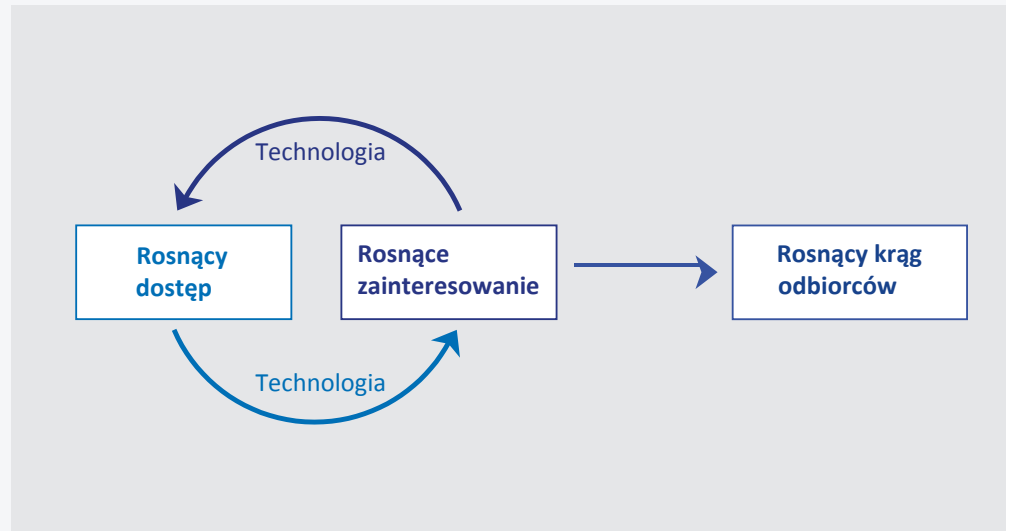 Technologia
Rosnący
dostęp
Rosnące
zainteresowanie
Rosnący krąg
odbiorców
Technologia